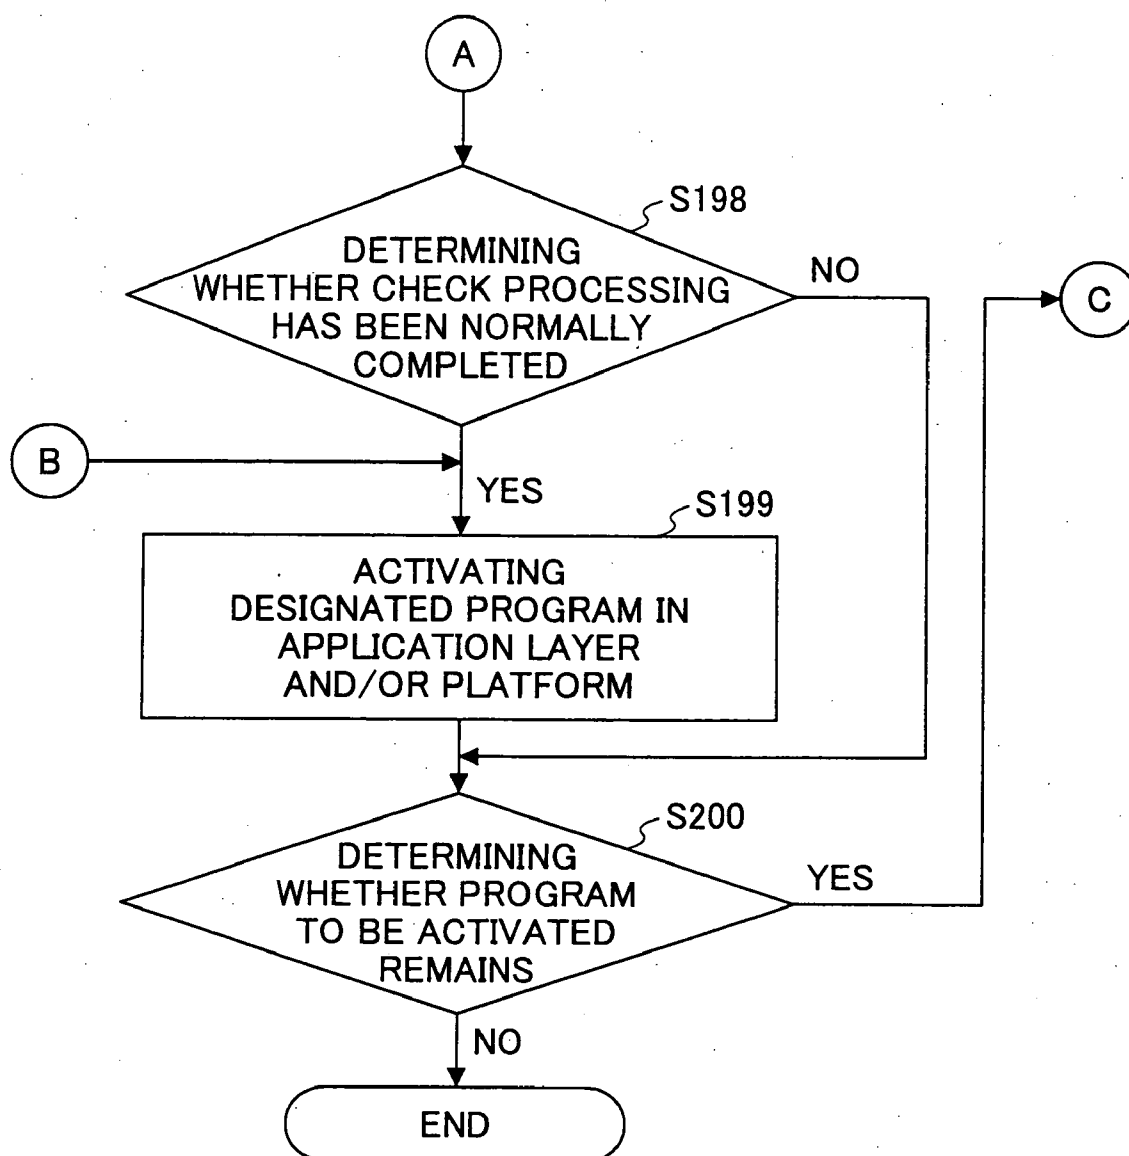 A
S198
DETERMINING
WHETHER CHECK PROCESSING
HAS BEEN NORMALLY
COMPLETED
NO
C
B
YES
S199
ACTIVATING
DESIGNATED PROGRAM IN
APPLICATION LAYER
AND/OR PLATFORM
S200
DETERMINING
WHETHER PROGRAM
TO BE ACTIVATED
REMAINS
YES
NO
END